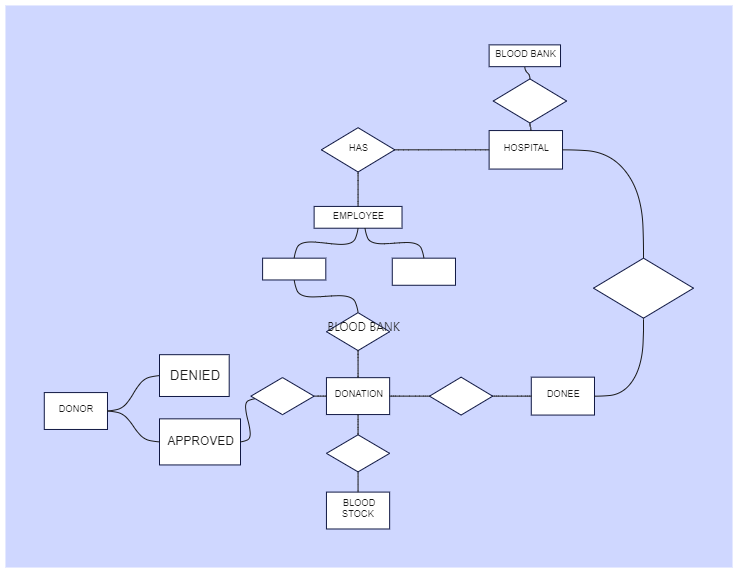 BLOOD BANK
HAS
HOSPITAL
EMPLOYEE
BLOOD BANK
DENIED
DONOR
APPROVED
DONATION
DONEE
BLOOD
STOCK